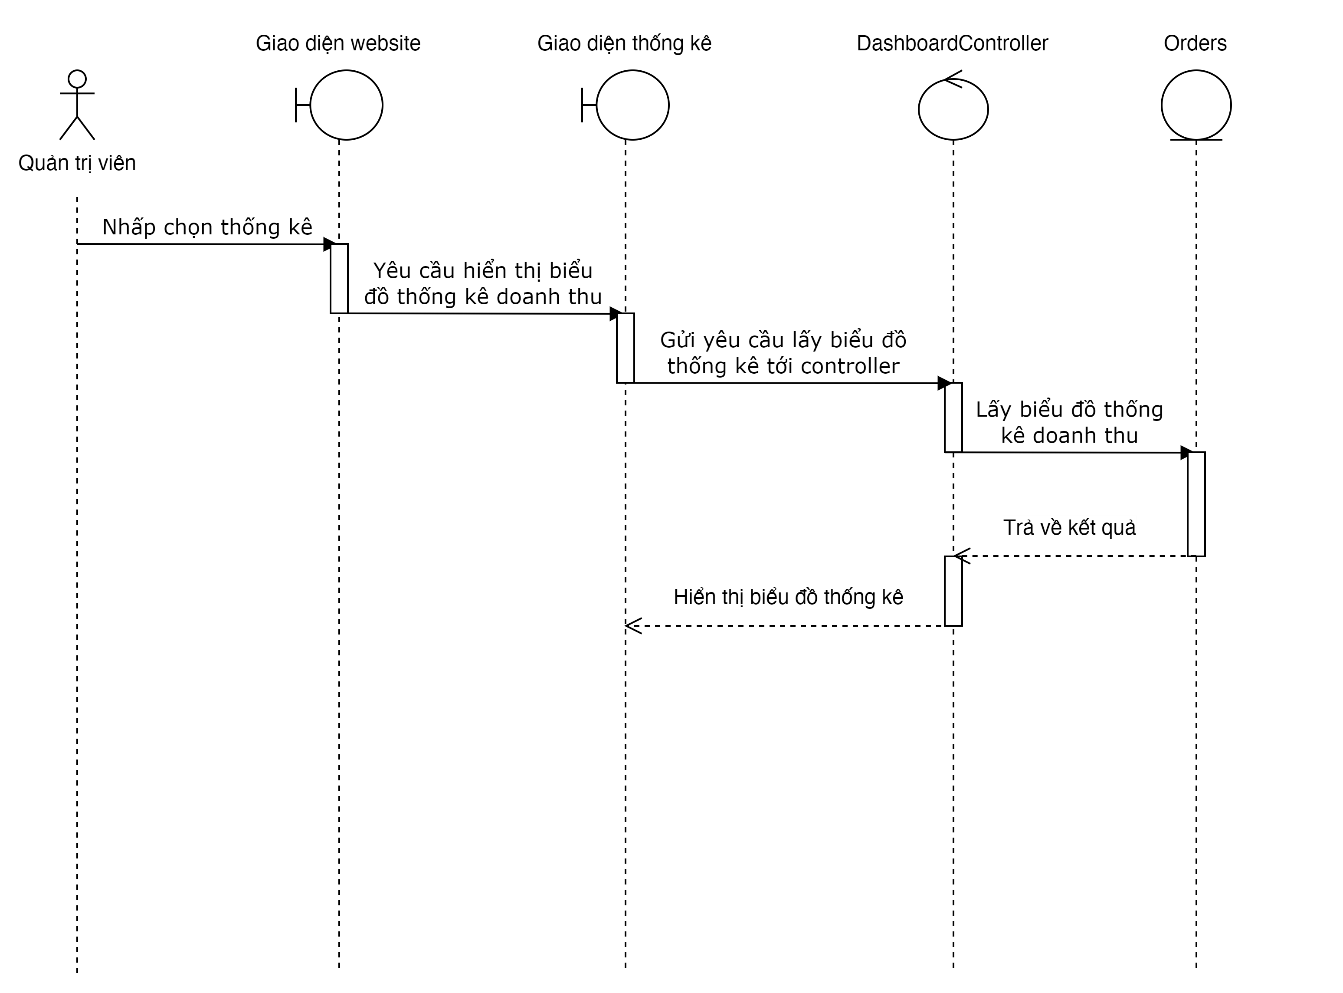 Giao diện website
Giao diện thống kê
DashboardController
Orders
Quản trị viên
Nhấp chọn thống kê
Yêu cầu hiển thị biểu
đồ thống kê doanh thu
Gửi yêu cầu lấy biểu đồ
thống kê tới controller
Lấy biểu đồ thống
kê doanh thu
Trả về kết quả
Hiển thị biểu đồ thống kê